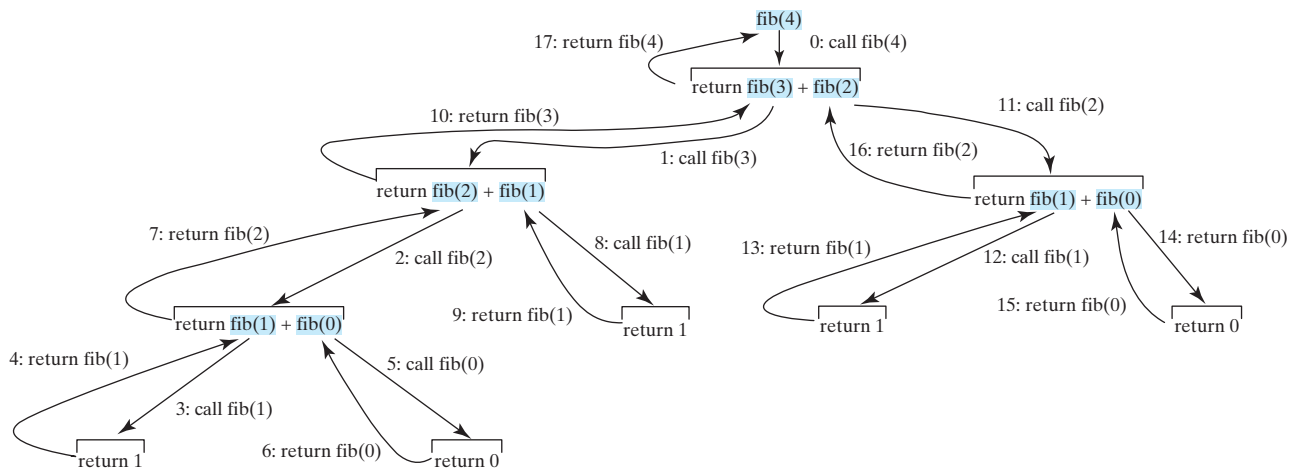 fib(4)
17: return fib(4)
0: call fib(4)
return fib(3) + fib(2)
10: return fib(3)
11: call fib(2)
1: call fib(3)
16: return fib(2)
return fib(2) + fib(1)
return fib(1) + fib(0)
7: return fib(2)
8: call fib(1)
13: return fib(1)
14: return fib(0)
2: call fib(2)
12: call fib(1)
9: return fib(1)
15: return fib(0)
return fib(1) + fib(0)
return 1
return 1
return 0
4: return fib(1)
5: call fib(0)
3: call fib(1)
6: return fib(0)
return 1
return 0